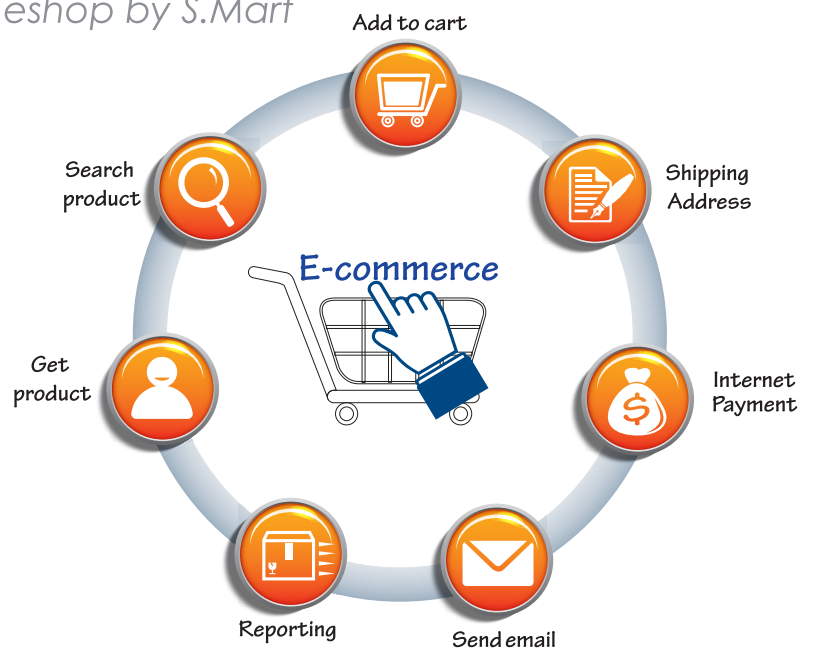 eshop by S.Mart
Add to cart
Search
product
Shipping
Address
E-commerce
Get
product
Internet
Payment
$
Reporting
Send email